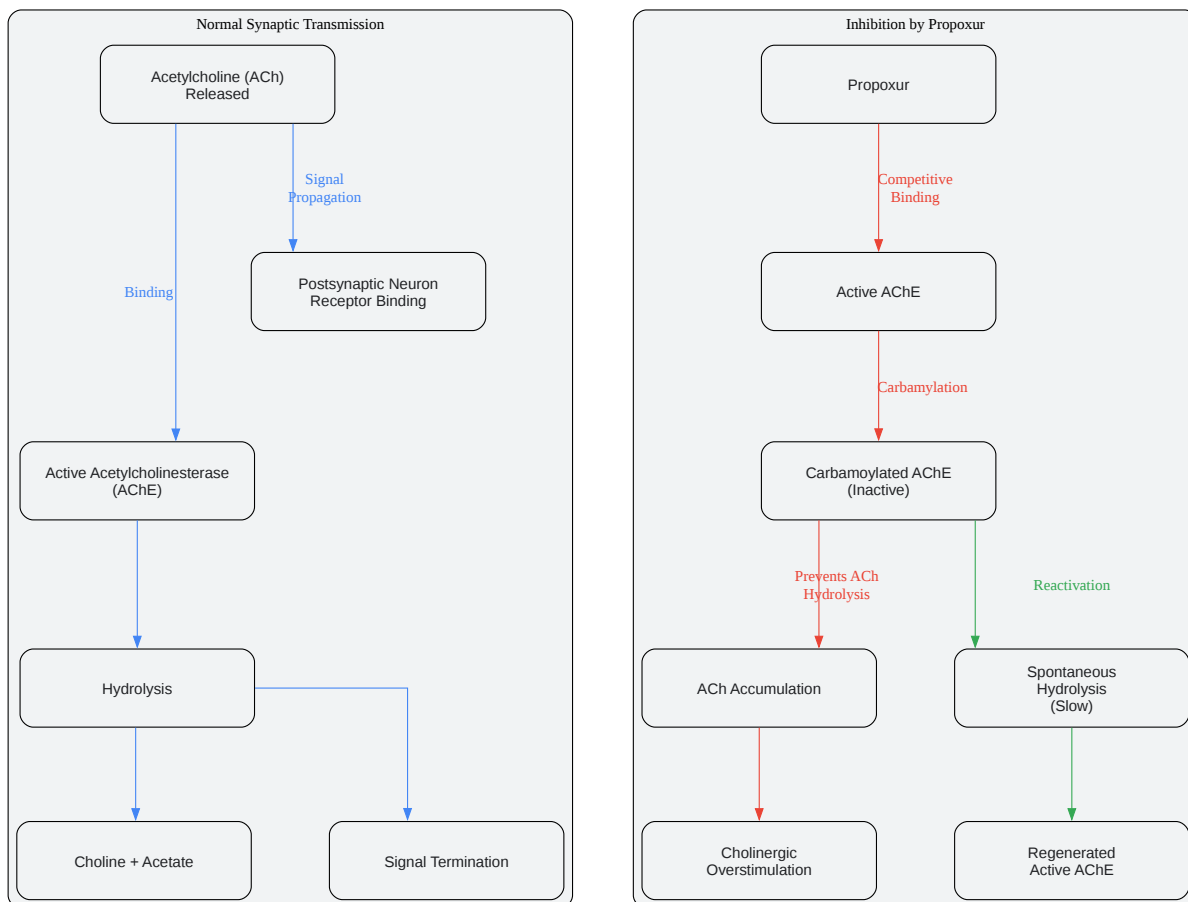 Normal Synaptic Transmission
Acetylcholine (ACh)
Released
Signal
Propagation
Binding
Postsynaptic Neuron
Receptor Binding
Active Acetylcholinesterase
(AChE)
Hydrolysis
Choline + Acetate
Signal Termination
Inhibition by Propoxur
Propoxur
Competitive
Binding
Active AChE
Carbamylation
Carbamoylated AChE
(Inactive)
Prevents ACh
Hydrolysis
Reactivation
ACh Accumulation
Spontaneous
Hydrolysis
(Slow)
Cholinergic
Overstimulation
Regenerated
Active AChE